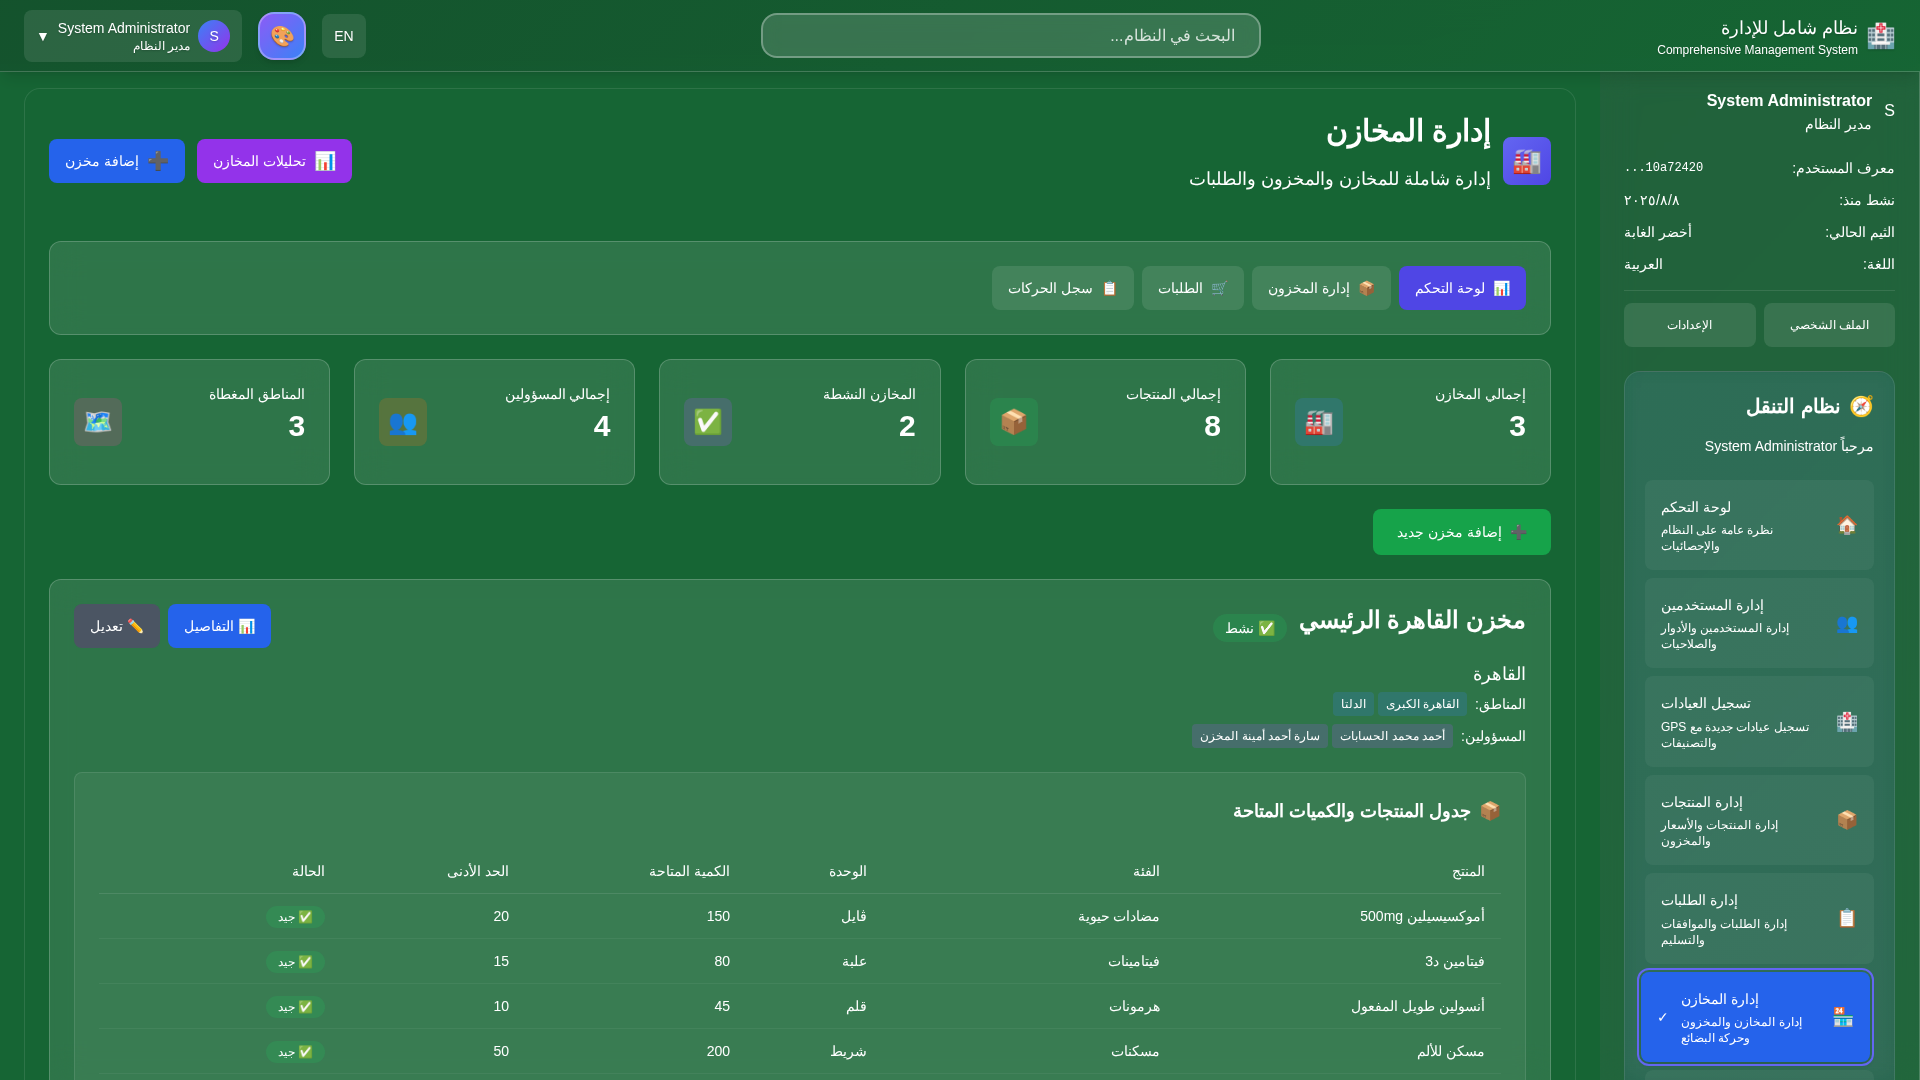 نظام شامل للإدارة
Comprehensive Management System
البحث في النظام...
EN
S
System Administrator
مدير النظام
▼
S
System Administrator
مدير النظام
معرف المستخدم: 10a72420...
نشط منذ: ٢٠٢٥/٨/٨
الثيم الحالي: أخضر الغابة
اللغة: العربية
الملف الشخصي
الإعدادات
نظام التنقل
مرحباً System Administrator
لوحة التحكم
نظرة عامة على النظام
والإحصائيات
إدارة المستخدمين
إدارة المستخدمين والأدوار
والصلاحيات
تسجيل العيادات
تسجيل عيادات جديدة مع GPS
والتصنيفات
إدارة المنتجات
إدارة المنتجات والأسعار
والمخزون
إدارة الطلبات
إدارة الطلبات والموافقات
والتسليم
إدارة المخازن
إدارة المخازن والمخزون
وحركة البضائع
✓
إدارة المخازن
إدارة شاملة للمخازن والمخزون والطلبات
تحليلات المخازن
➕ إضافة مخزن
لوحة التحكم
إدارة المخزون
الطلبات
سجل الحركات
إجمالي المخازن
3
إجمالي المنتجات
8
المخازن النشطة
2
إجمالي المسؤولين
4
المناطق المغطاة
3
➕ إضافة مخزن جديد
مخزن القاهرة الرئيسي ✅ نشط
التفاصيل
تعديل
القاهرة
المناطق: القاهرة الكبرى الدلتا
المسؤولين: أحمد محمد الحسابات سارة أحمد أمينة المخزن
جدول المنتجات والكميات المتاحة
المنتج الفئة الوحدة الكمية المتاحة الحد الأدنى الحالة
أموكسيسيلين 500mg مضادات حيوية ڤايل 150 20 ✅ جيد
فيتامين د3 فيتامينات علبة 80 15 ✅ جيد
أنسولين طويل المفعول هرمونات قلم 45 10 ✅ جيد
مسكن للألم مسكنات شريط 200 50 ✅ جيد